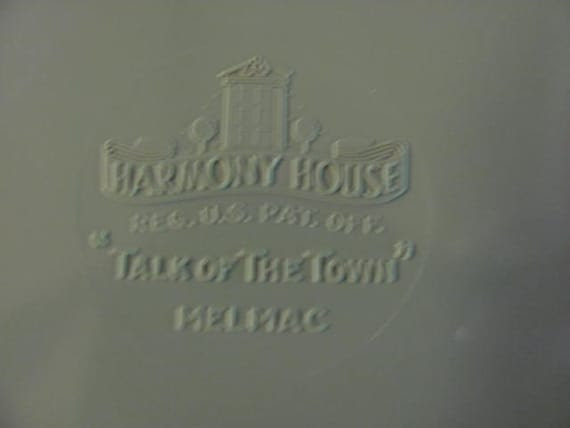 HARMONY HOUSE
REG. U.S. PAT. OFF.
"TALK OF THE TOWN"
MELMAC